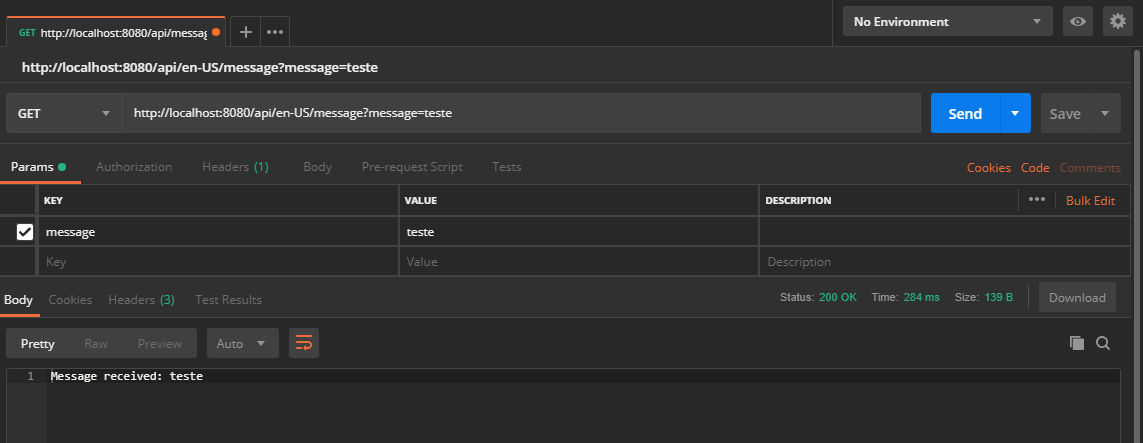 GET http://localhost:8080/api/messag
No Environment
http://localhost:8080/api/en-US/message?message=teste
GET http://localhost:8080/api/en-US/message?message=teste Send Save
Params Authorization Headers (1) Body Pre-request Script Tests Cookies Code Comments
KEY VALUE DESCRIPTION Bulk Edit
message teste
Key Value Description
Body Cookies Headers (3) Test Results Status: 200 OK Time: 284 ms Size: 139 B Download
Pretty Raw Preview Auto
1 Message received: teste